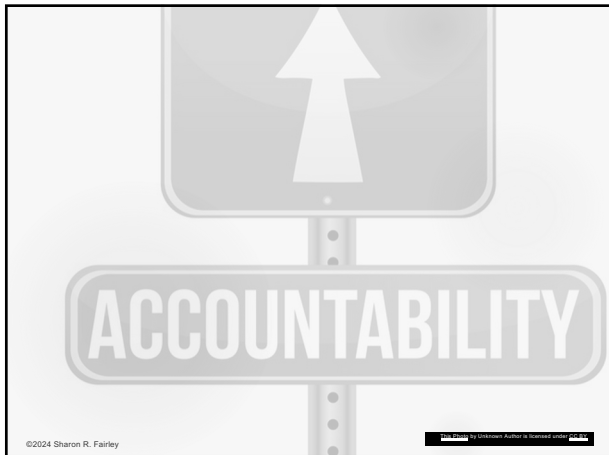 ACCOUNTABILITY
©2024 Sharon R. Fairley
This Photo by Unknown Author is licensed under CC BY